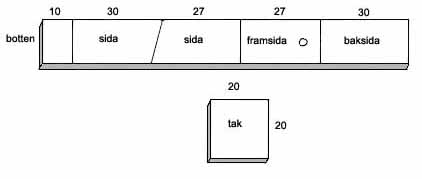 10 30 27 27 30
botten sida sida framsida baksida
20
tak 20